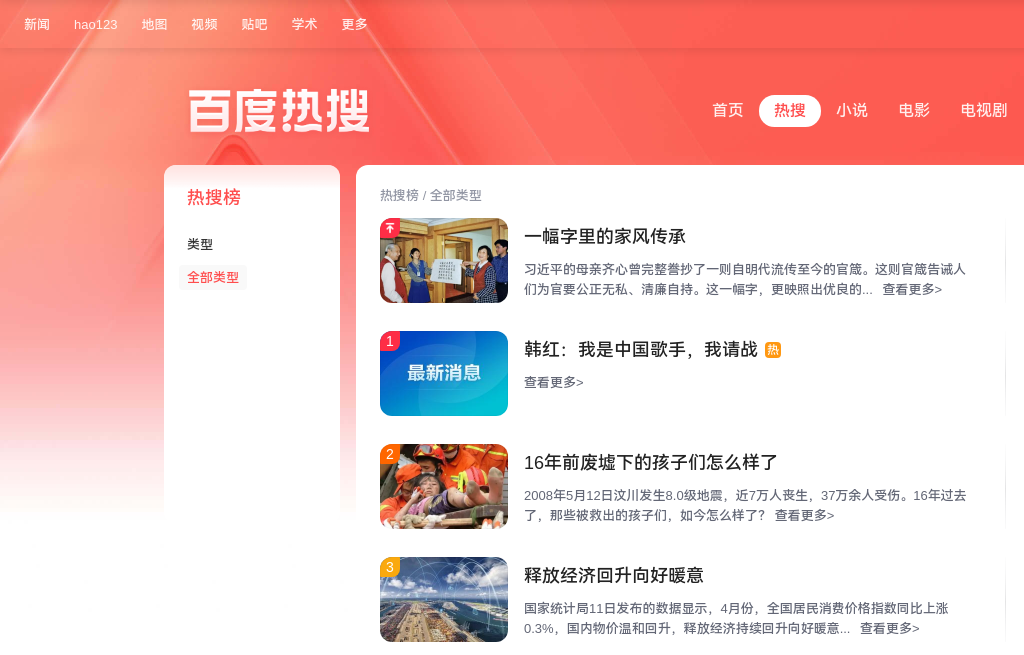 新闻 hao123 地图 视频 贴吧 学术 更多
百度热搜
首页 热搜 小说 电影 电视剧
热搜榜
类型
全部类型
热搜榜 / 全部类型
一幅字里的家风传承
习近平的母亲齐心曾完整誊抄了一则自明代流传至今的官箴。这则官箴告诫人
们为官要公正无私、清廉自持。这一幅字，更映照出优良的... 查看更多>
1
最新消息
韩红：我是中国歌手，我请战 热
查看更多>
2
16年前废墟下的孩子们怎么样了
2008年5月12日汶川发生8.0级地震，近7万人丧生，37万余人受伤。16年过去
了，那些被救出的孩子们，如今怎么样了？ 查看更多>
3
释放经济回升向好暖意
国家统计局11日发布的数据显示，4月份，全国居民消费价格指数同比上涨
0.3%，国内物价温和回升，释放经济持续回升向好暖意... 查看更多>